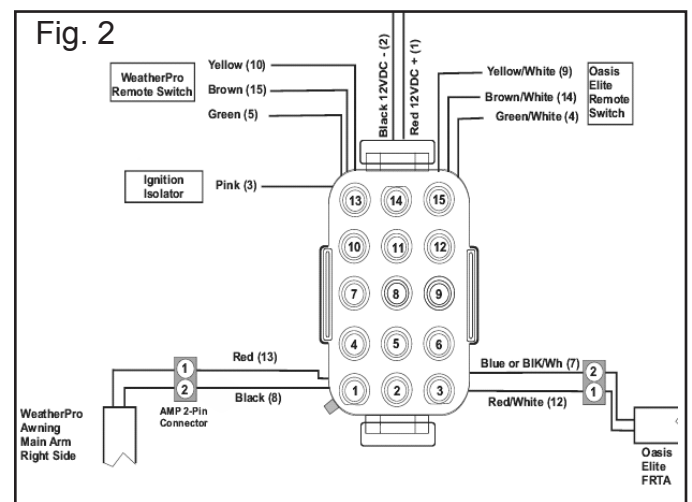 Fig. 2
WeatherPro
Remote Switch
Yellow (10)
Brown (15)
Green (5)
Black 12VDC - (2)
Red 12VDC + (1)
Yellow/White (9)
Brown/White (14)
Green/White (4)
Oasis
Elite
Remote
Switch
Ignition
Isolator
Pink (3)
13 14 15
10 11 12
7 8 9
4 5 6
1 2 3
Red (13)
Black (8)
1
2
AMP 2-Pin
Connector
WeatherPro
Awning
Main Arm
Right Side
Blue or BlK/Wh (7)
Red/White (12)
2
1
Oasis
Elite
FRTA